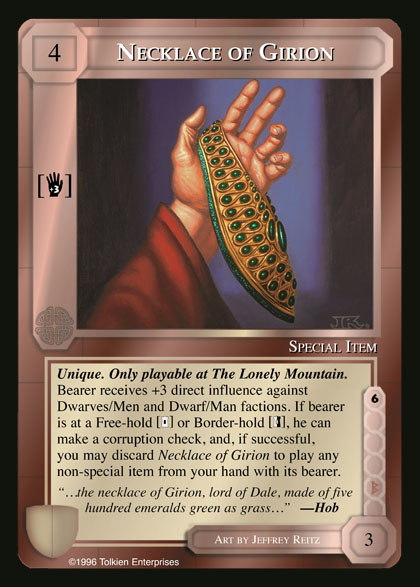 4
NECKLACE OF GIRION
[+3]
JTR
SPECIAL ITEM
Unique. Only playable at The Lonely Mountain.
Bearer receives +3 direct influence against
Dwarves/Men and Dwarf/Man factions. If bearer
is at a Free-hold [] or Border-hold [], he can
make a corruption check, and, if successful,
you may discard Necklace of Girion to play any
non-special item from your hand with its bearer.
6
“…the necklace of Girion, lord of Dale, made of five
hundred emeralds green as grass…” —Hob
ART BY JEFFREY REITZ
3
©1996 Tolkien Enterprises